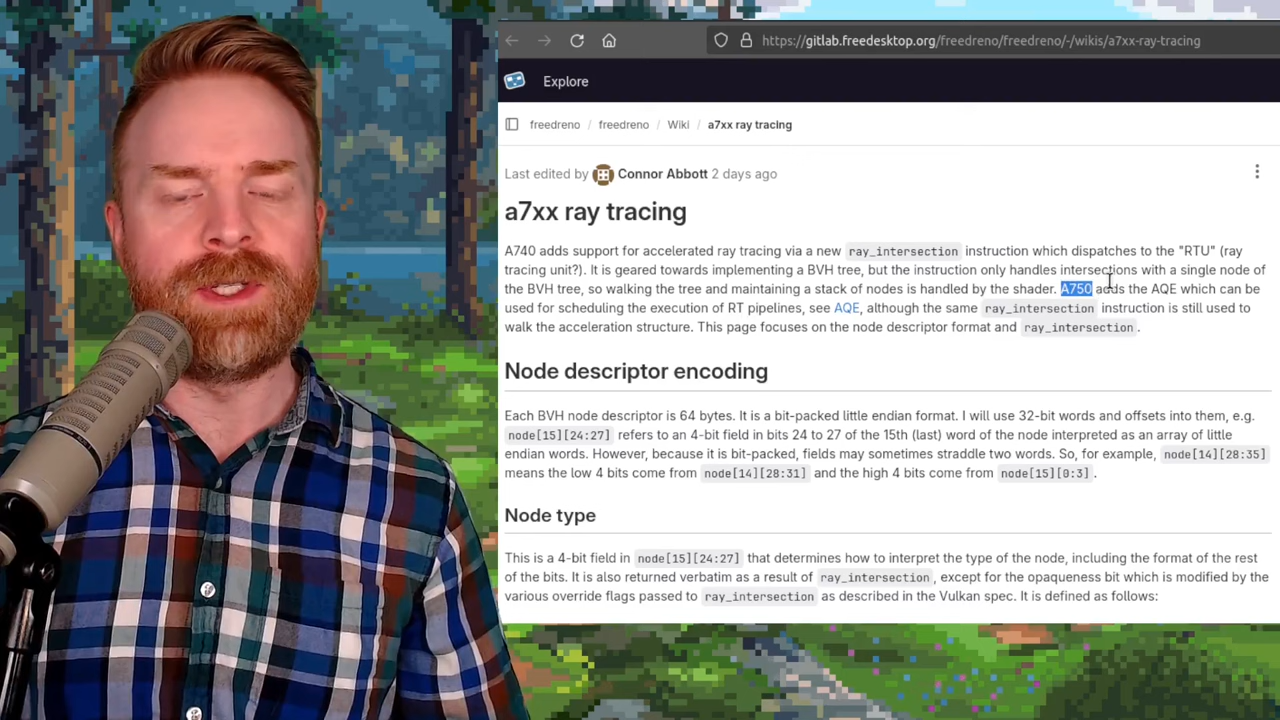 https://gitlab.freedesktop.org/freedreno/freedreno/-/wikis/a7xx-ray-tracing
Explore
freedreno / freedreno / Wiki / a7xx ray tracing
Last edited by Connor Abbott 2 days ago
a7xx ray tracing
A740 adds support for accelerated ray tracing via a new ray_intersection instruction which dispatches to the "RTU" (ray
tracing unit?). It is geared towards implementing a BVH tree, but the instruction only handles intersections with a single node of
the BVH tree, so walking the tree and maintaining a stack of nodes is handled by the shader. A750 adds the AQE which can be
used for scheduling the execution of RT pipelines, see AQE, although the same ray_intersection instruction is still used to
walk the acceleration structure. This page focuses on the node descriptor format and ray_intersection.
Node descriptor encoding
Each BVH node descriptor is 64 bytes. It is a bit-packed little endian format. I will use 32-bit words and offsets into them, e.g.
node[15][24:27] refers to an 4-bit field in bits 24 to 27 of the 15th (last) word of the node interpreted as an array of little
endian words. However, because it is bit-packed, fields may sometimes straddle two words. So, for example, node[14][28:35]
means the low 4 bits come from node[14][28:31] and the high 4 bits come from node[15][0:3].
Node type
This is a 4-bit field in node[15][24:27] that determines how to interpret the type of the node, including the format of the rest
of the bits. It is also returned verbatim as a result of ray_intersection, except for the opaqueness bit which is modified by the
various override flags passed to ray_intersection as described in the Vulkan spec. It is defined as follows: